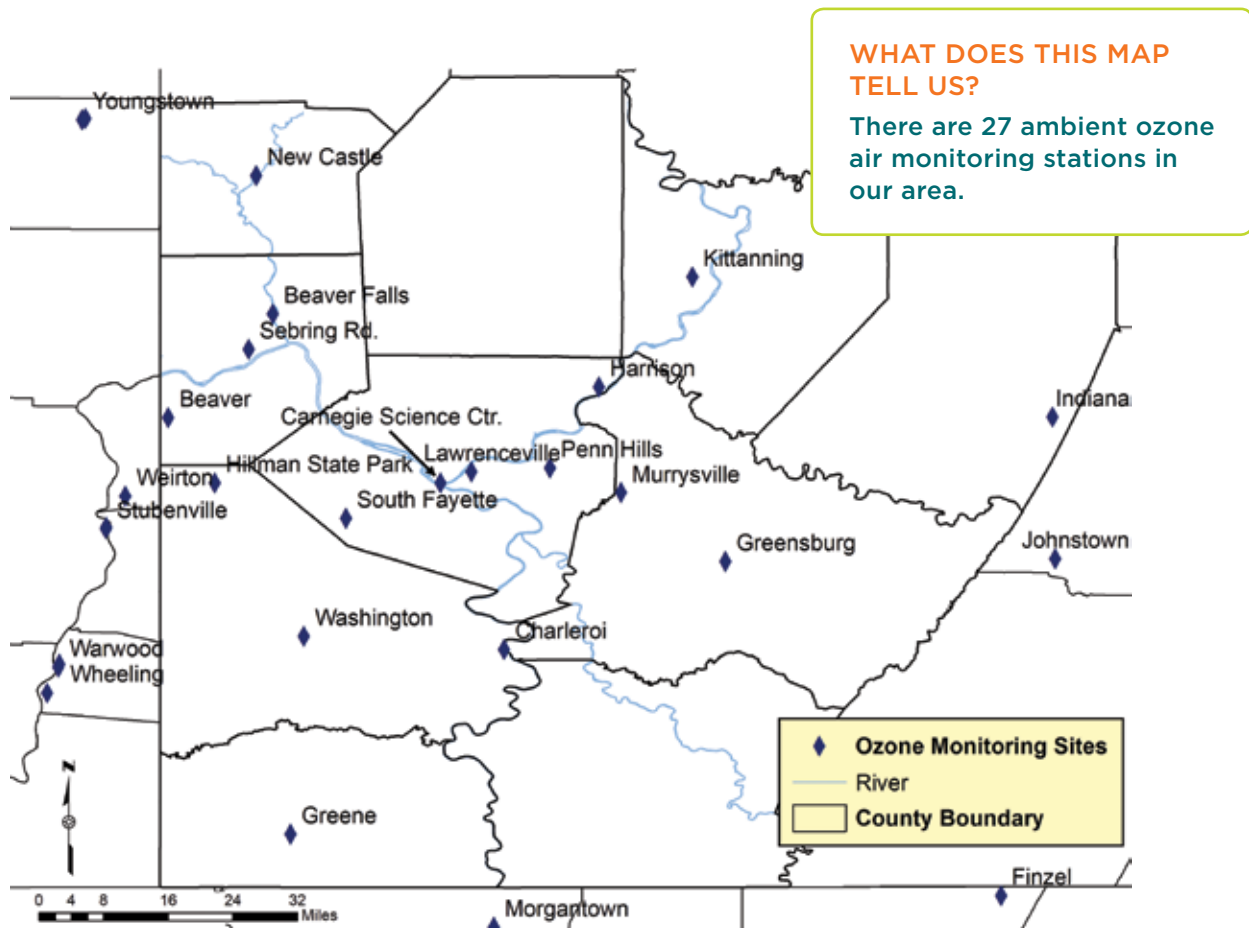 WHAT DOES THIS MAP
TELL US?
There are 27 ambient ozone
air monitoring stations in
our area.
Youngstown
New Castle
Kittanning
Beaver Falls
Sebring Rd.
Harrison
Beaver
Indiana
Carnegie Science Ctr.
Lawrenceville
Penn Hills
Hillman State Park
Murrysville
Weirton
South Fayette
Stubenville
Greensburg
Johnstown
Washington
Charleroi
Warwood
Wheeling
Ozone Monitoring Sites
River
County Boundary
N
Greene
Finzel
0 4 8 16 24 32
Miles
Morgantown